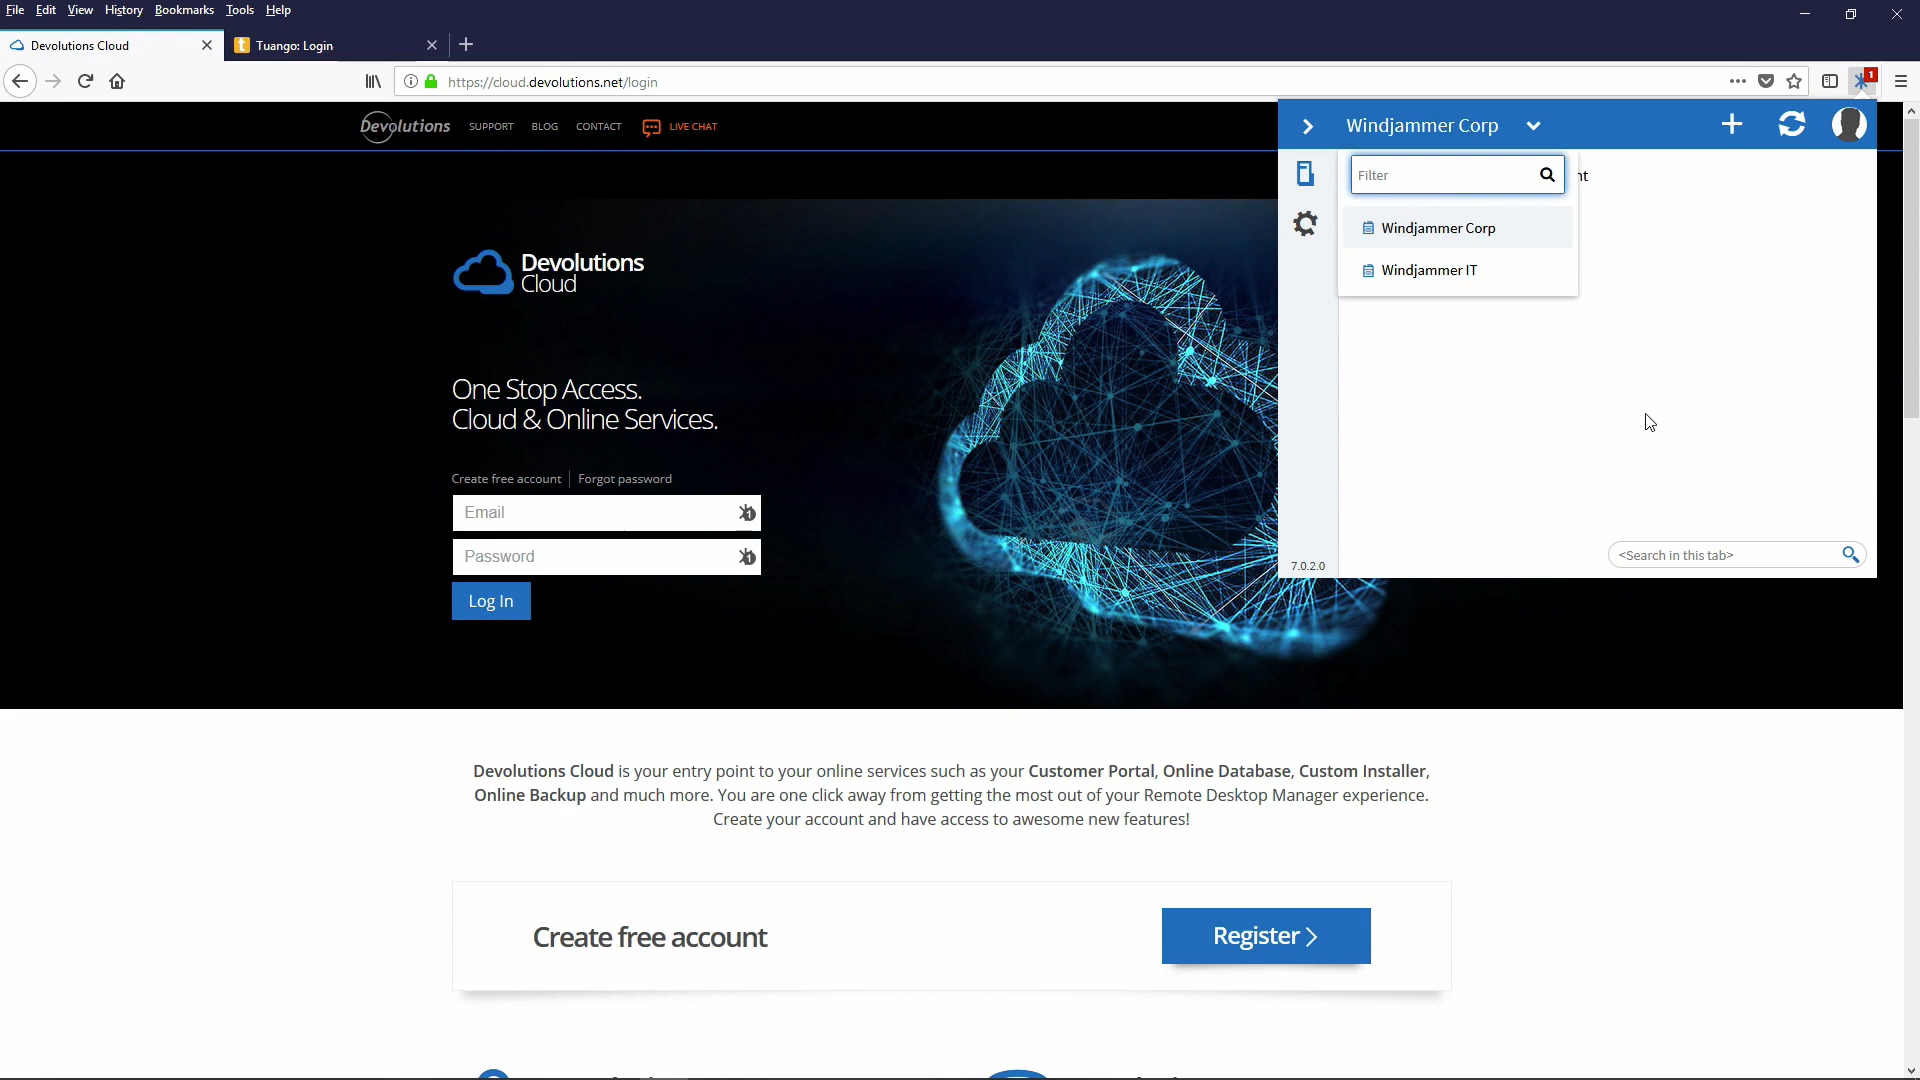 File Edit View History Bookmarks Tools Help
Devolutions Cloud
Tuango: Login
https://cloud.devolutions.net/login
1
Devolutions
SUPPORT
BLOG
CONTACT
LIVE CHAT
Windjammer Corp
Filter
nt
Windjammer Corp
Windjammer IT
<Search in this tab>
7.0.2.0
Devolutions
Cloud
One Stop Access.
Cloud & Online Services.
Create free account
Forgot password
Email
1
Password
1
Log In
Devolutions Cloud is your entry point to your online services such as your Customer Portal, Online Database, Custom Installer,
Online Backup and much more. You are one click away from getting the most out of your Remote Desktop Manager experience.
Create your account and have access to awesome new features!
Create free account
Register